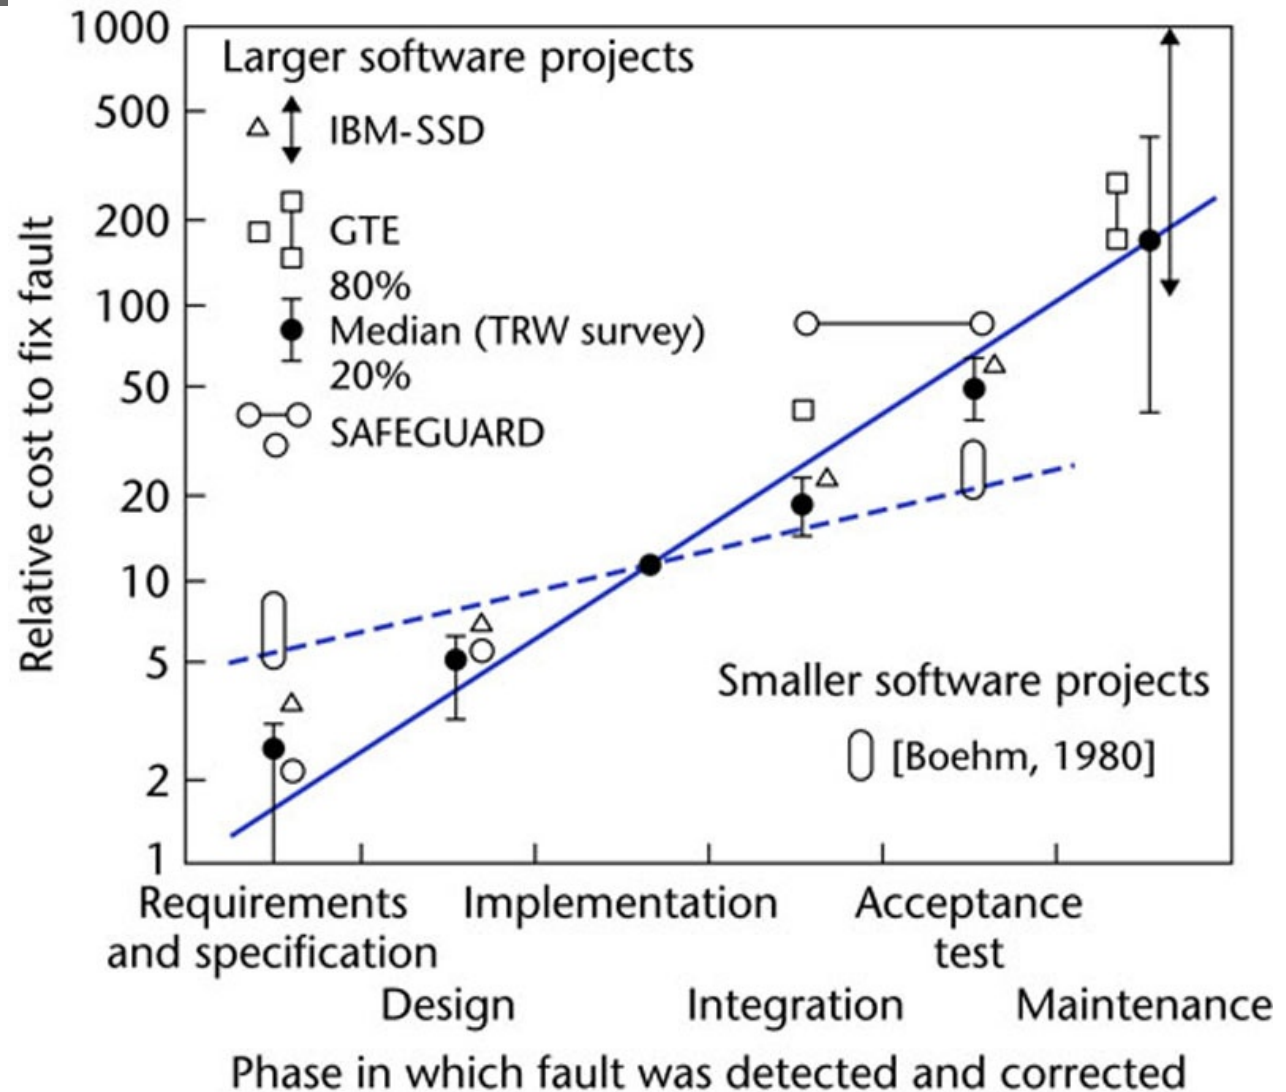 Relative cost to fix fault
1000
500
200
100
50
20
10
5
2
1
Larger software projects
IBM-SSD
GTE
80%
Median (TRW survey)
20%
SAFEGUARD
Smaller software projects
[Boehm, 1980]
Requirements
and specification
Design
Implementation
Integration
Acceptance
test
Maintenance
Phase in which fault was detected and corrected